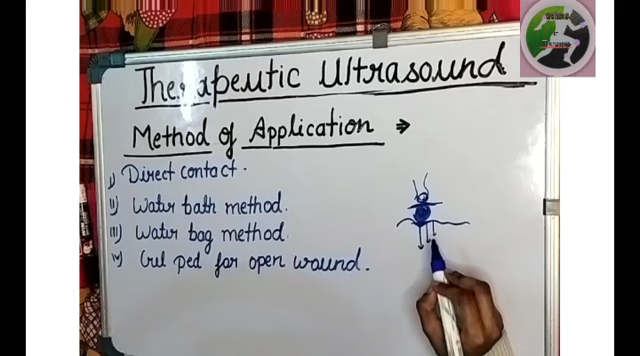 Therapeutic Ultrasound
Method of Application ⇒
i) Direct contact.
ii) Water bath method.
iii) Water bag method.
iv) Gel ped for open wound.